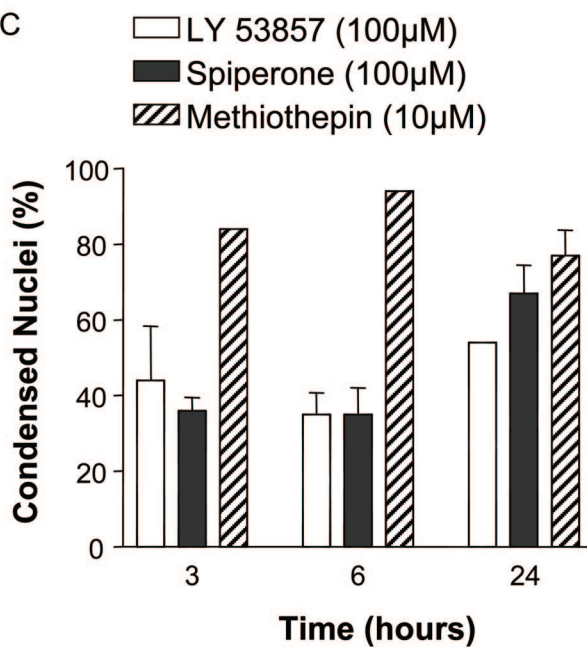 C
LY 53857 (100µM)
Spiperone (100µM)
Methiothepin (10µM)
Condensed Nuclei (%)
100
80
60
40
20
0
3 6 24
Time (hours)